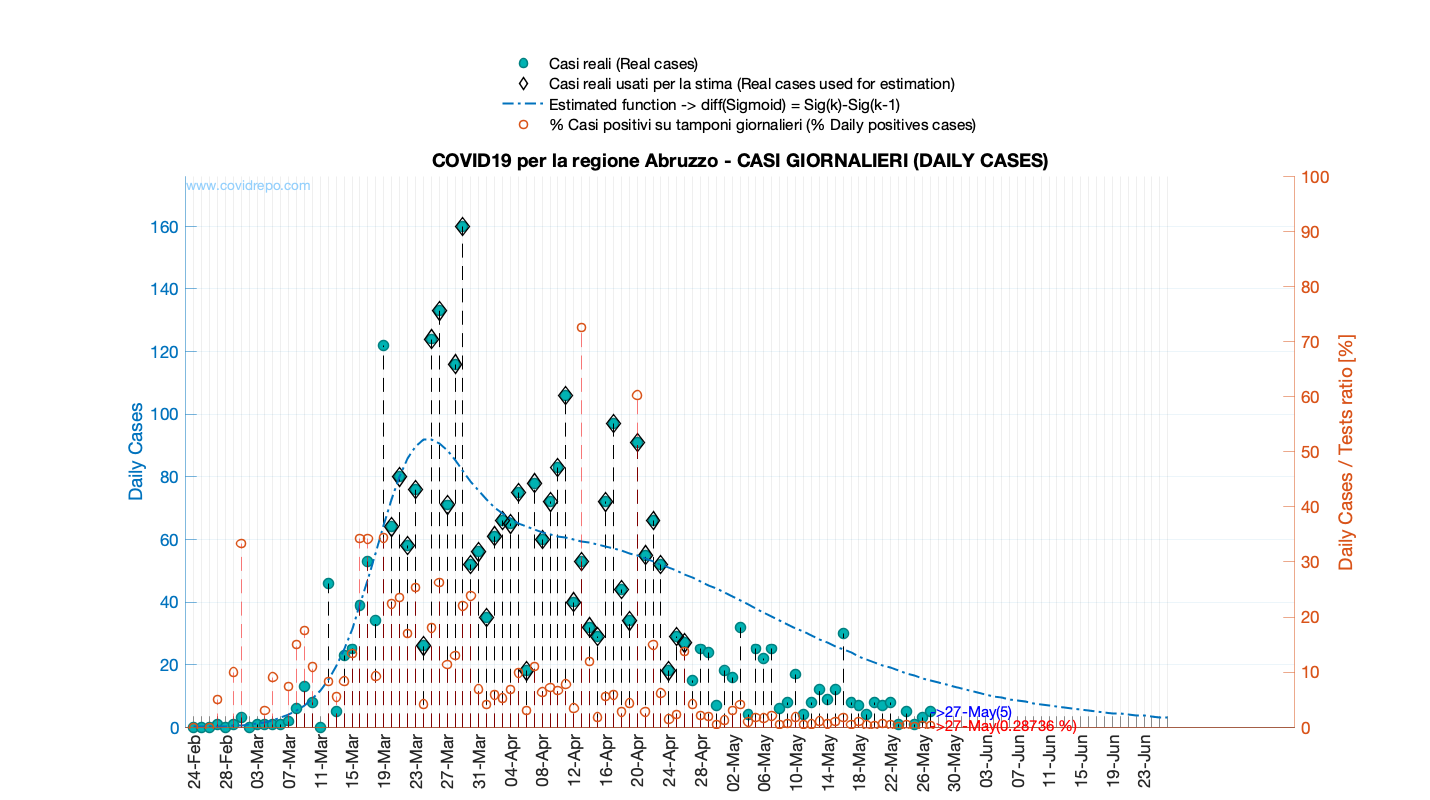 Casi reali (Real cases)
Casi reali usati per la stima (Real cases used for estimation)
Estimated function -> diff(Sigmoid) = Sig(k)-Sig(k-1)
% Casi positivi su tamponi giornalieri (% Daily positives cases)
COVID19 per la regione Abruzzo - CASI GIORNALIERI (DAILY CASES)
www.covidrepo.com
Daily Cases
160
140
120
100
80
60
40
20
0
100
90
80
70
60
50
40
30
20
10
0
Daily Cases / Tests ratio [%]
->27-May(5)
->27-May(0.28736 %)
24-Feb
28-Feb
03-Mar
07-Mar
11-Mar
15-Mar
19-Mar
23-Mar
27-Mar
31-Mar
04-Apr
08-Apr
12-Apr
16-Apr
20-Apr
24-Apr
28-Apr
02-May
06-May
10-May
14-May
18-May
22-May
26-May
30-May
03-Jun
07-Jun
11-Jun
15-Jun
19-Jun
23-Jun